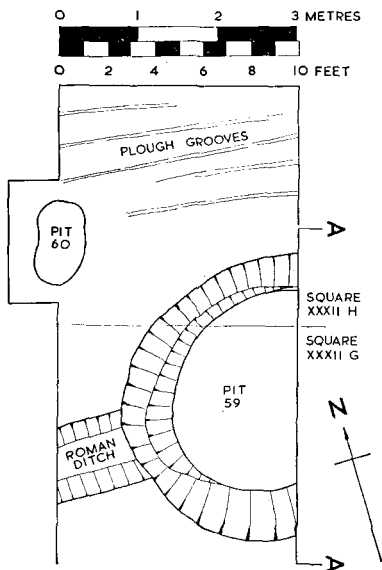 0 1 2 3 METRES
0 2 4 6 8 10 FEET
PLOUGH GROOVES
PIT
60
A
SQUARE
XXXII H
SQUARE
XXXII G
PIT
59
N
ROMAN
DITCH
A